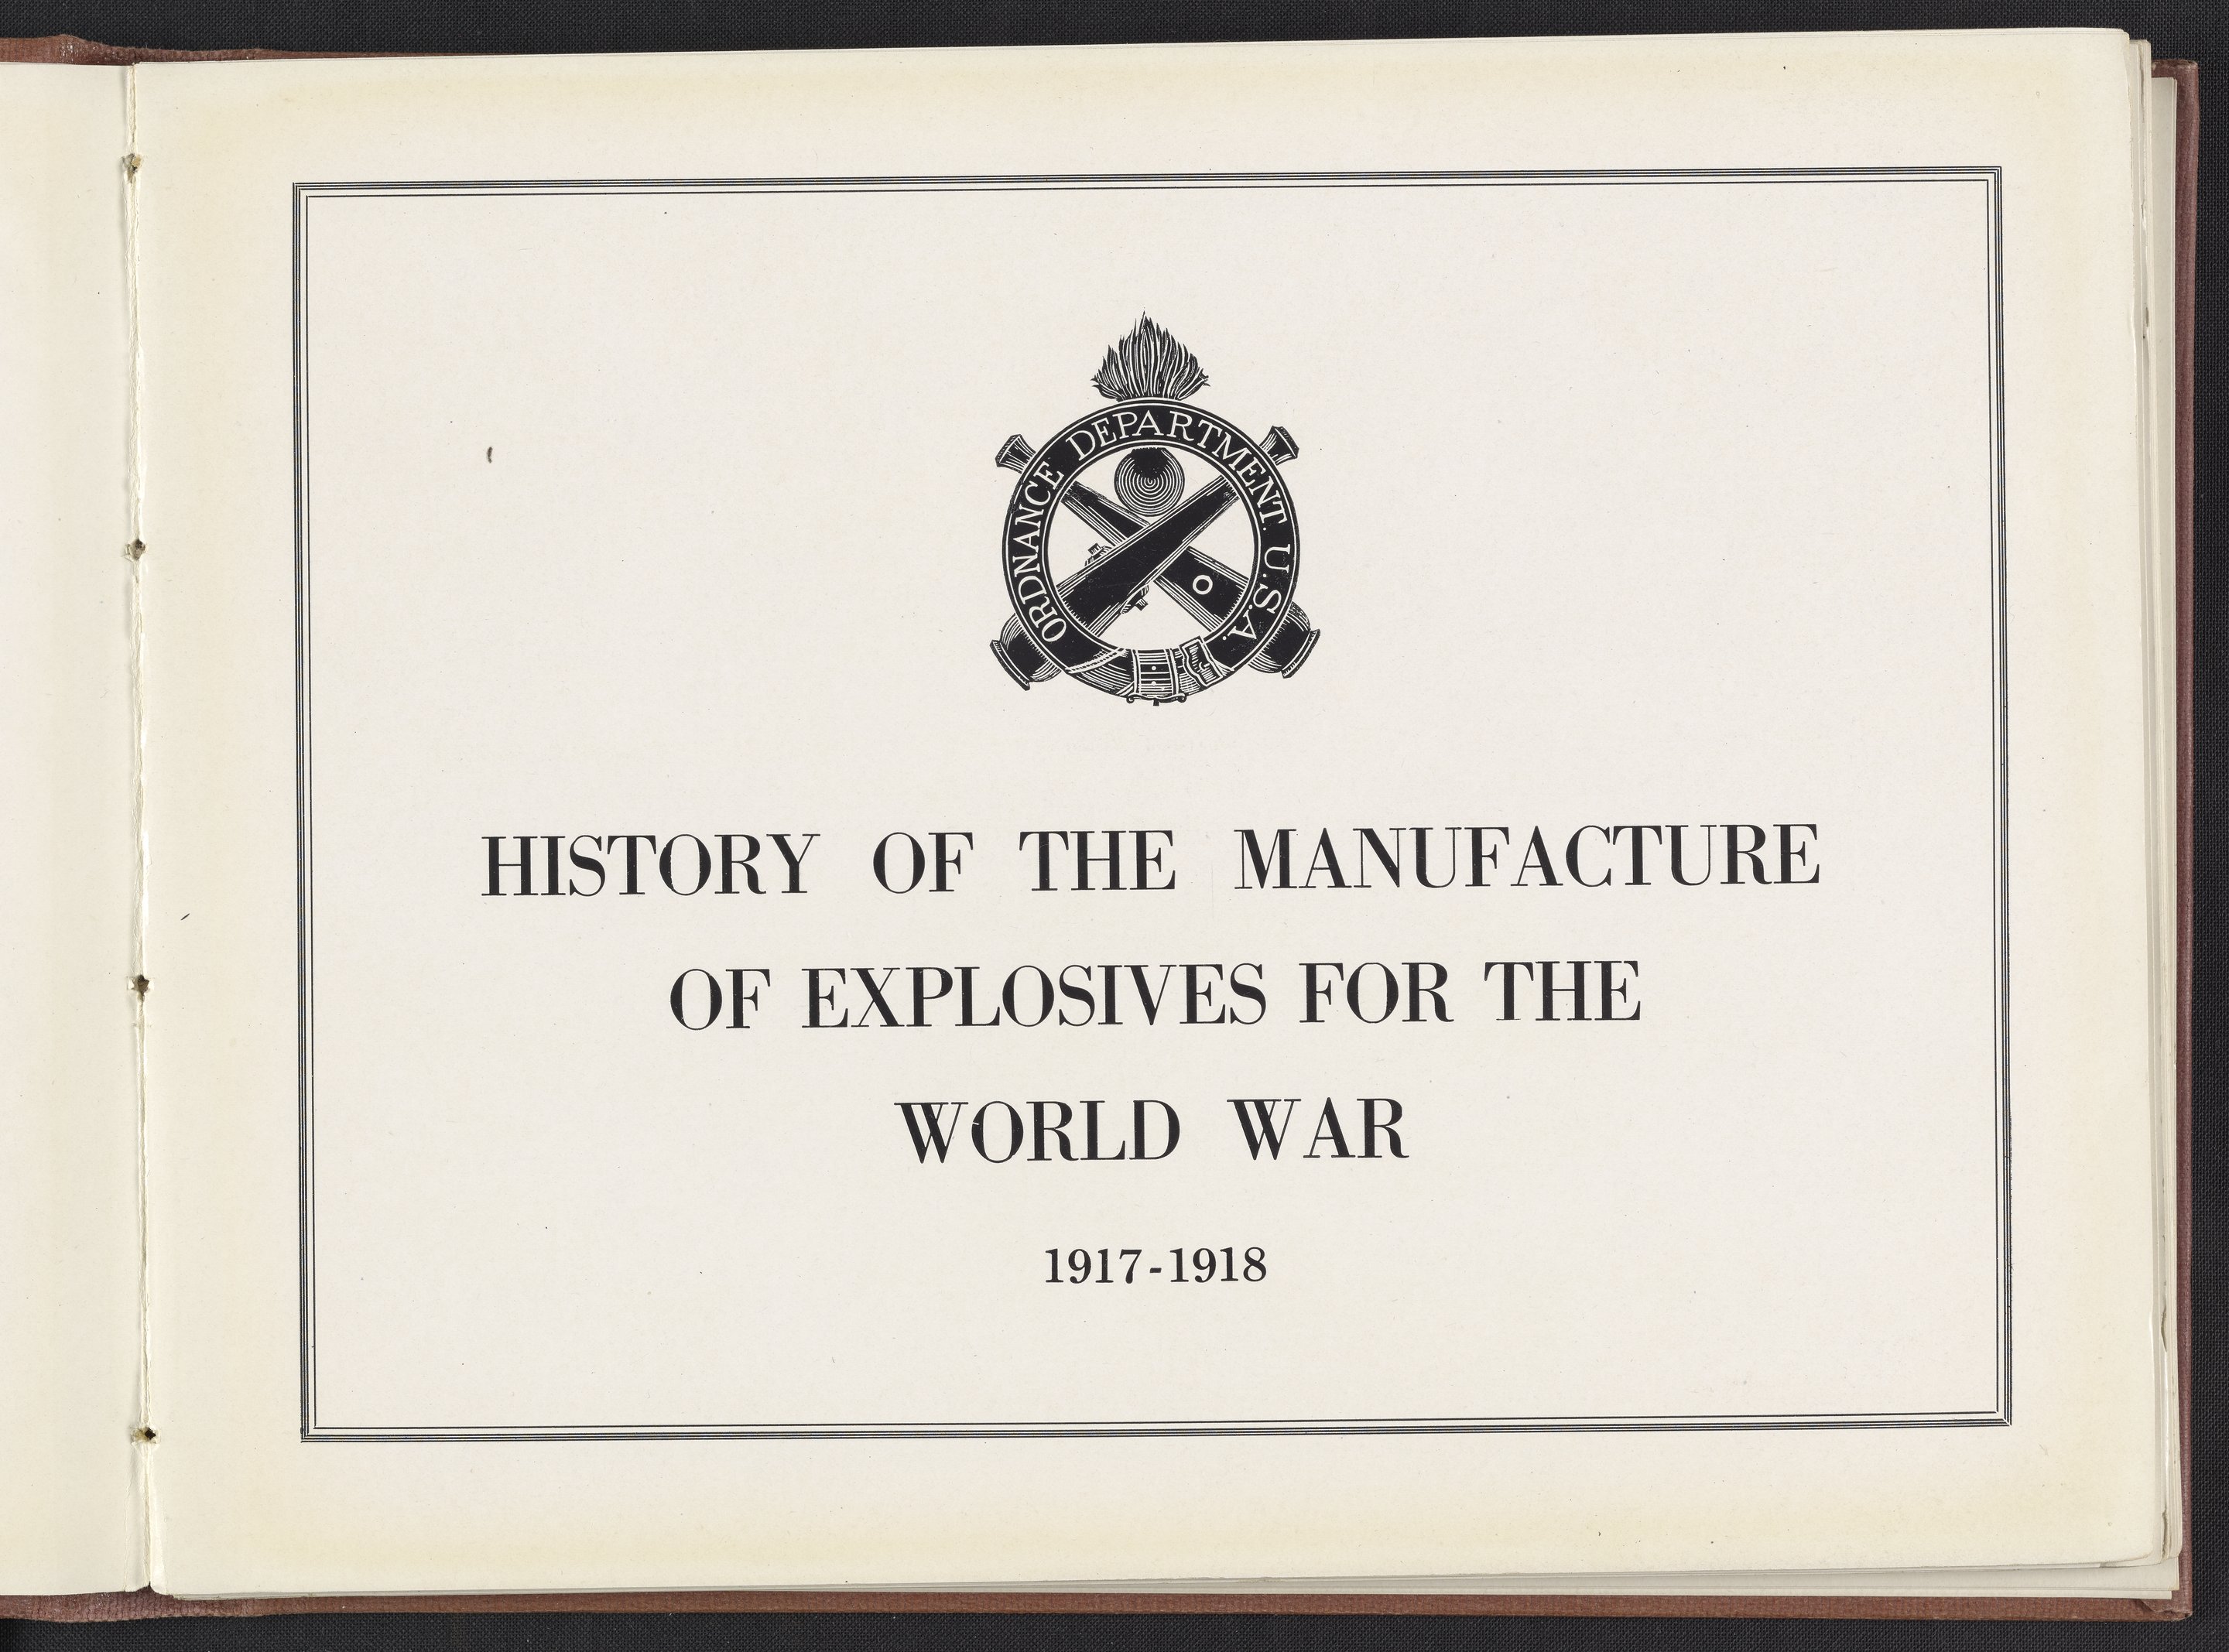 ORDNANCE DEPARTMENT. U.S.A.
HISTORY OF THE MANUFACTURE
OF EXPLOSIVES FOR THE
WORLD WAR
1917-1918